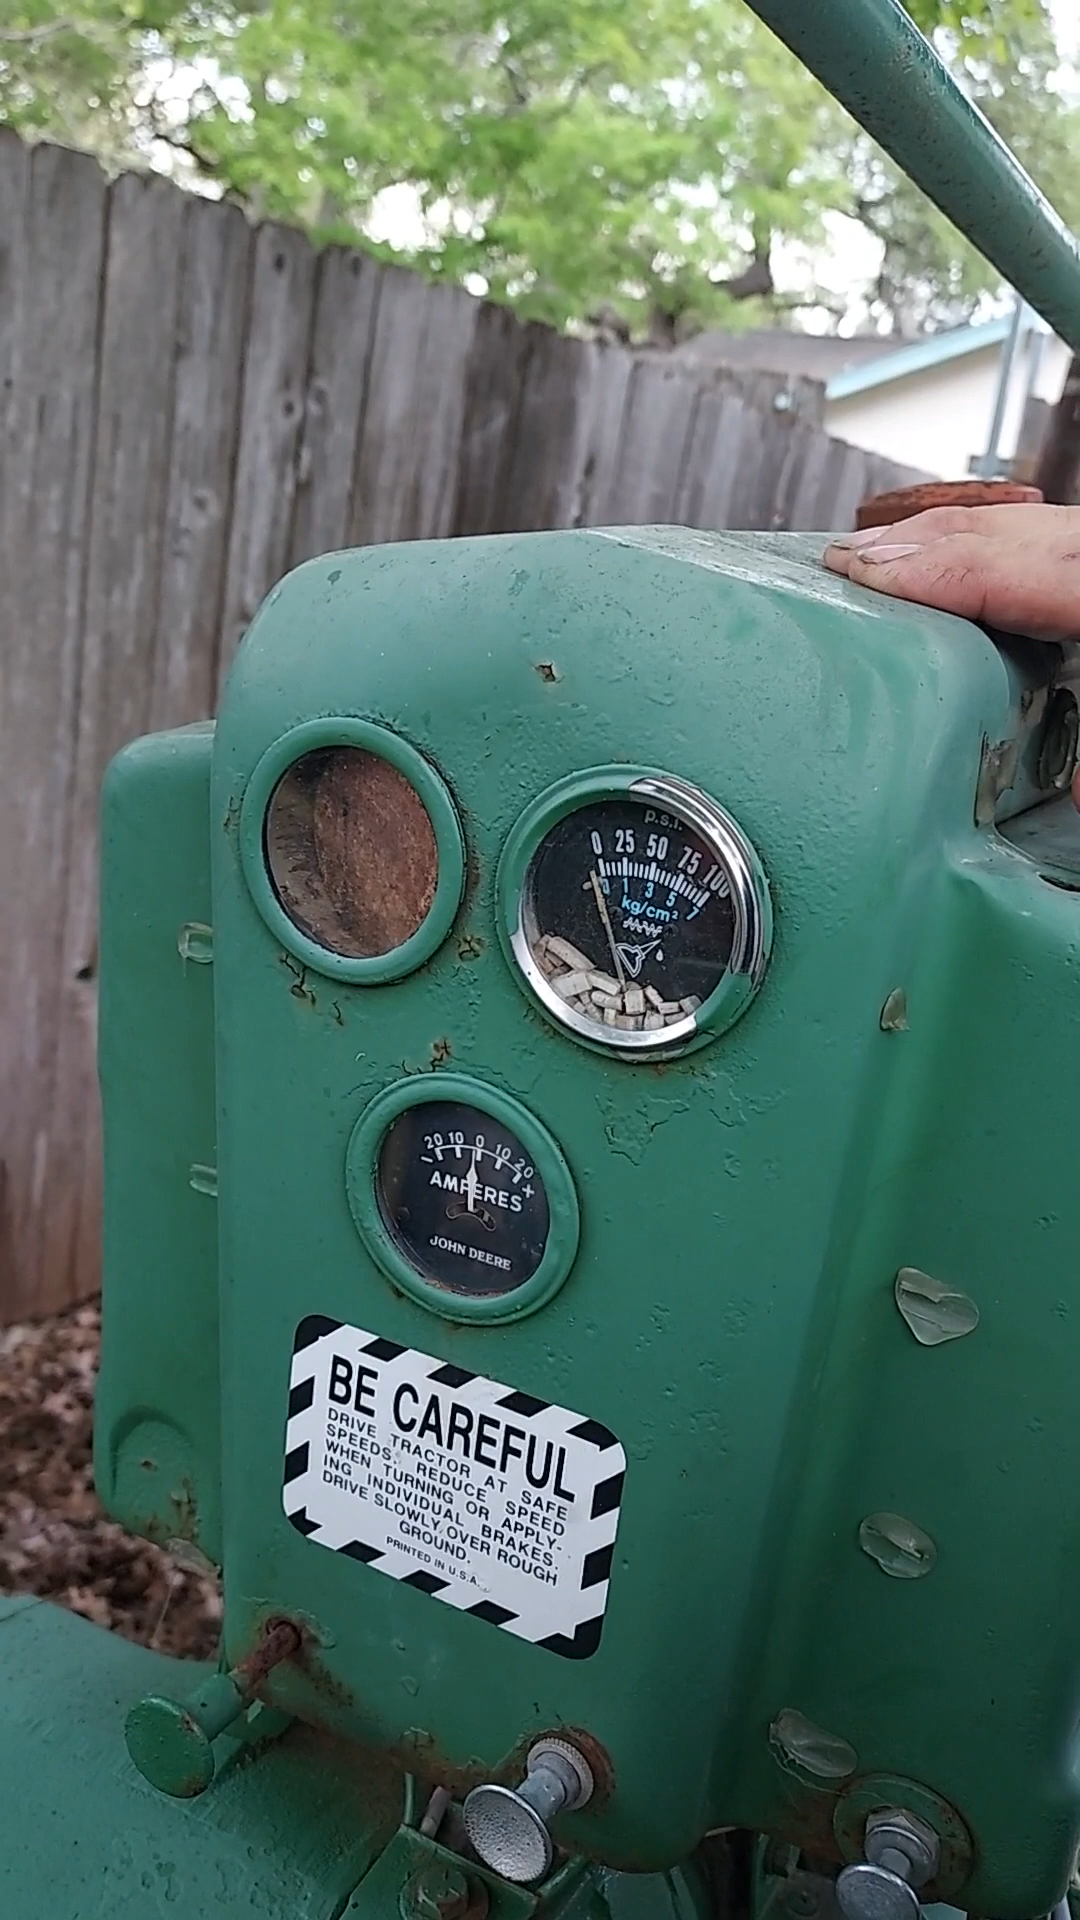 p.s.i.
0 25 50 75 100
0 1 3 5 7
kg/cm²
20 10 0 10 20
- +
AMPERES
JOHN DEERE
BE CAREFUL
DRIVE TRACTOR AT SAFE
SPEEDS. REDUCE SPEED
WHEN TURNING OR APPLY-
ING INDIVIDUAL BRAKES.
DRIVE SLOWLY OVER ROUGH
GROUND.
PRINTED IN U.S.A.